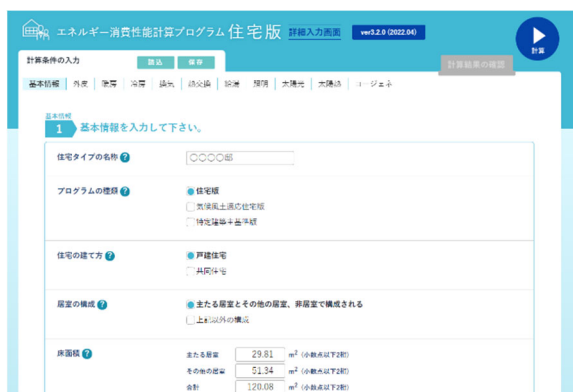 エネルギー消費性能計算プログラム 住宅版 詳細入力画面 ver3.2.0 (2022.04)
計算
計算条件の入力 読込 保存 計算結果の確認
基本情報 外皮 暖房 冷房 換気 熱交換 給湯 照明 太陽光 太陽熱 コージェネ
基本情報
1 基本情報を入力して下さい。
住宅タイプの名称 ? 〇〇〇〇邸
プログラムの種類 ? 住宅版
気候風土適応住宅版
特定建築主基準版
住宅の建て方 ? 戸建住宅
共同住宅
居室の構成 ? 主たる居室とその他の居室、非居室で構成される
上記以外の構成
床面積 ? 主たる居室 29.81 m² (小数点以下2桁)
その他の居室 51.34 m² (小数点以下2桁)
合計 120.08 m² (小数点以下2桁)